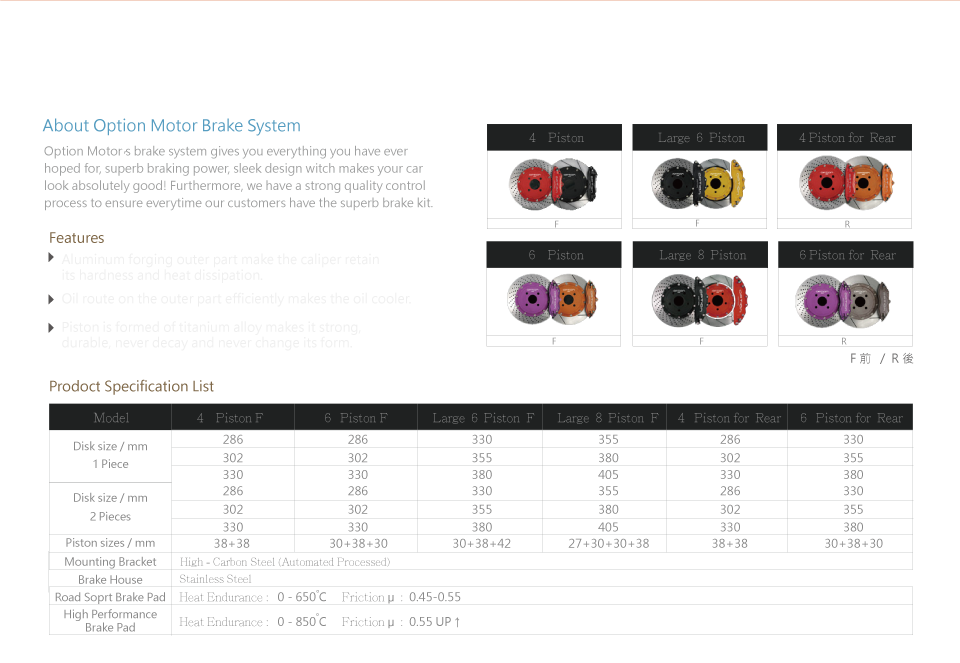 About Option Motor Brake System
Option Motor's brake system gives you everything you have ever
hoped for, superb braking power, sleek design witch makes your car
look absolutely good! Furthermore, we have a strong quality control
process to ensure everytime our customers have the superb brake kit.
Features
Aluminum forging outer part make the caliper retain
its hardness and heat dissipation.
Oil route on the outer part efficiently makes the oil cooler.
Piston is formed of titanium alloy makes it strong,
durable, never decay and never change its form.
4 Piston
Large 6 Piston
4 Piston for Rear
F
F
R
6 Piston
Large 8 Piston
6 Piston for Rear
F
F
R
F 前 / R 後
Product Specification List
Model 4 Piston F 6 Piston F Large 6 Piston F Large 8 Piston F 4 Piston for Rear 6 Piston for Rear
Disk size / mm
1 Piece
286 286 330 355 286 330
302 302 355 380 302 355
330 330 380 405 330 380
Disk size / mm
2 Pieces
286 286 330 355 286 330
302 302 355 380 302 355
330 330 380 405 330 380
Piston sizes / mm 38+38 30+38+30 30+38+42 27+30+30+38 38+38 30+38+30
Mounting Bracket High - Carbon Steel (Automated Processed)
Brake House Stainless Steel
Road Soprt Brake Pad Heat Endurance : 0 - 650°C Friction μ : 0.45-0.55
High Performance
Brake Pad
Heat Endurance : 0 - 850°C Friction μ : 0.55 UP ↑